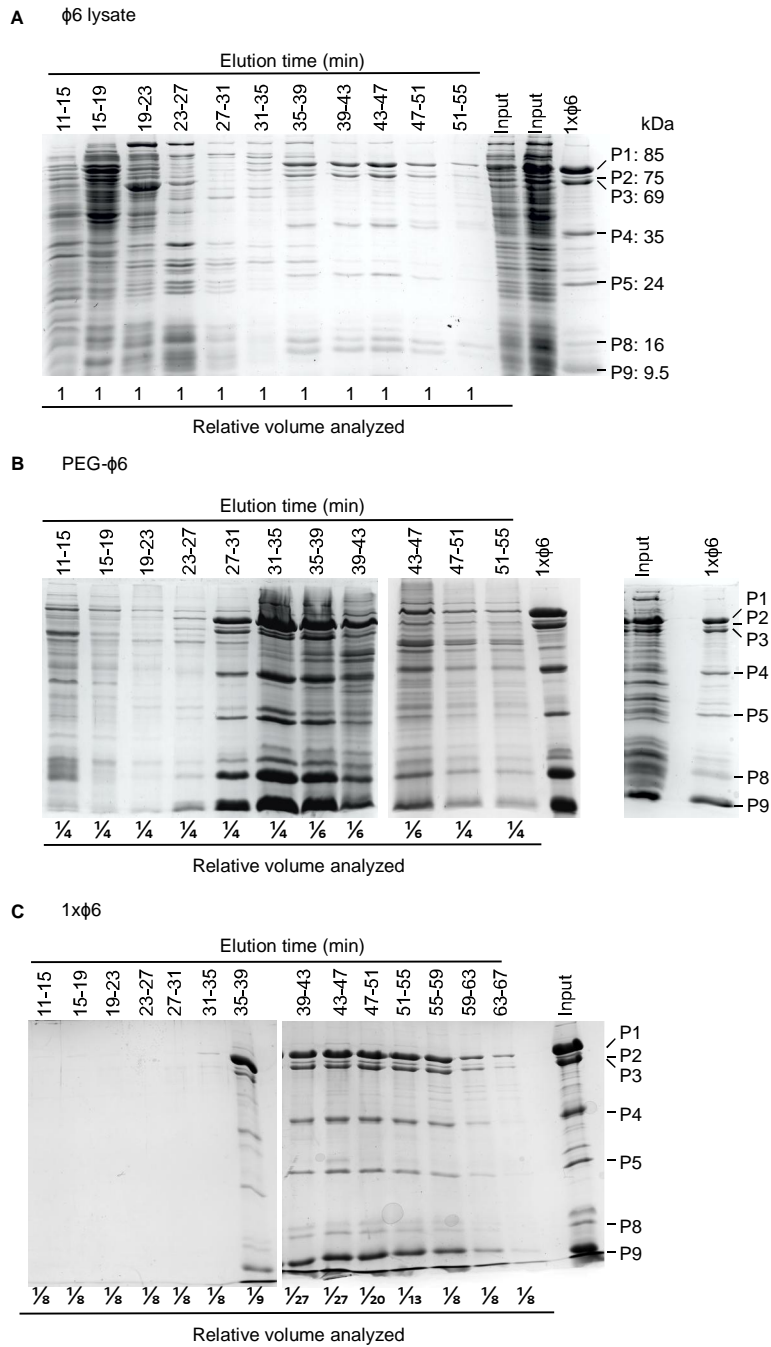 A ϕ6 lysate
Elution time (min)
11-15 15-19 19-23 23-27 27-31 31-35 35-39 39-43 43-47 47-51 51-55 Input Input 1xϕ6 kDa
P1: 85
P2: 75
P3: 69
P4: 35
P5: 24
P8: 16
P9: 9.5
1 1 1 1 1 1 1 1 1 1 1
Relative volume analyzed
B PEG-ϕ6
Elution time (min)
11-15 15-19 19-23 23-27 27-31 31-35 35-39 39-43 43-47 47-51 51-55 1xϕ6 Input 1xϕ6
P1
P2
P3
P4
P5
P8
P9
¼ ¼ ¼ ¼ ¼ ¼ ⅙ ⅙ ⅙ ¼ ¼
Relative volume analyzed
C 1xϕ6
Elution time (min)
11-15 15-19 19-23 23-27 27-31 31-35 35-39 39-43 43-47 47-51 51-55 55-59 59-63 63-67 Input
P1
P2
P3
P4
P5
P8
P9
⅛ ⅛ ⅛ ⅛ ⅛ ⅛ ⅑ 1/27 1/27 1/20 1/13 ⅛ ⅛ ⅛
Relative volume analyzed